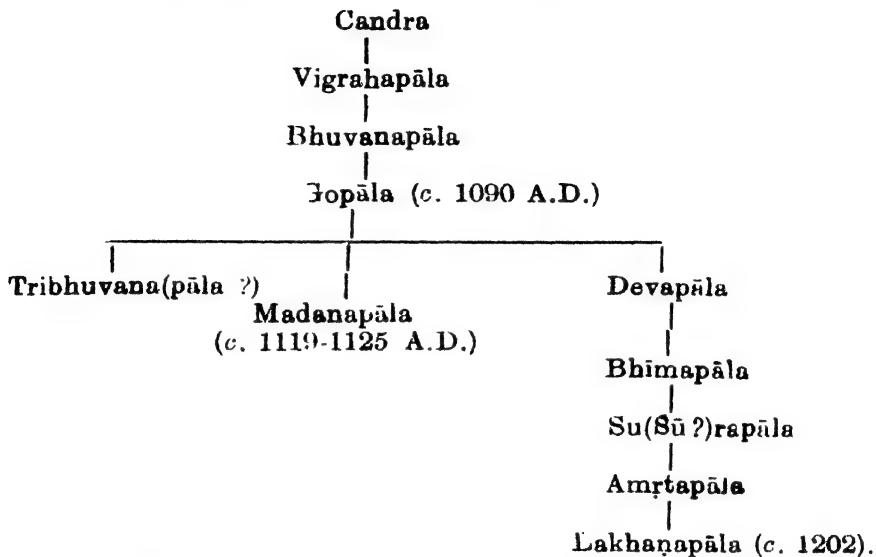 Candra
Vigrahapāla
Bhuvanapāla
Gopāla (c. 1090 A.D.)
Tribhuvana(pāla ?)
Madanapāla
(c. 1119-1125 A.D.)
Devapāla
Bhīmapāla
Su(Sū ?)rapāla
Amṛtapāla
Lakhaṇapāla (c. 1202).